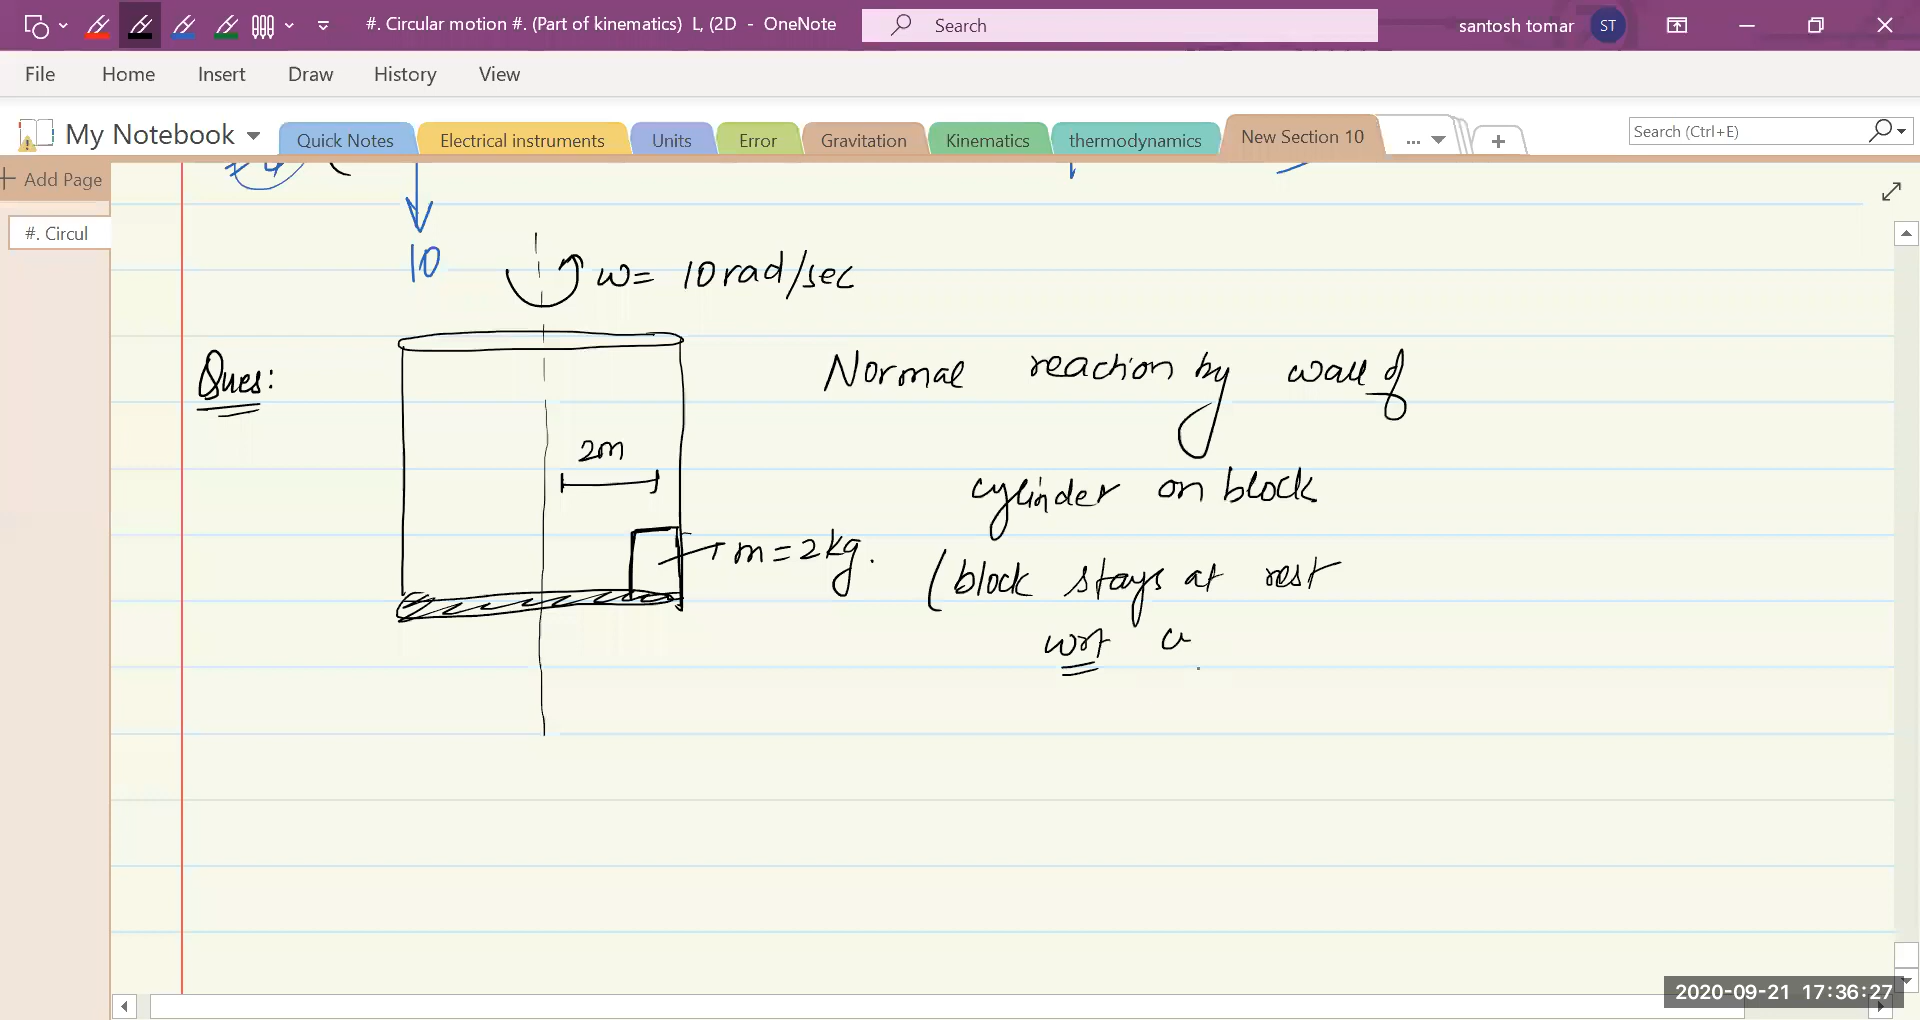 #. Circular motion #. (Part of kinematics) L, (2D - OneNote
Search
santosh tomar
ST
File Home Insert Draw History View
My Notebook
Quick Notes
Electrical instruments
Units
Error
Gravitation
Kinematics
thermodynamics
New Section 10
...
Search (Ctrl+E)
Add Page
#. Circul
10
ω= 10 rad/sec
Ques:
Normal reaction by wall of
2m
cylinder on block
m = 2kg.
(block stays at rest
wrt
2020-09-21 17:36:27